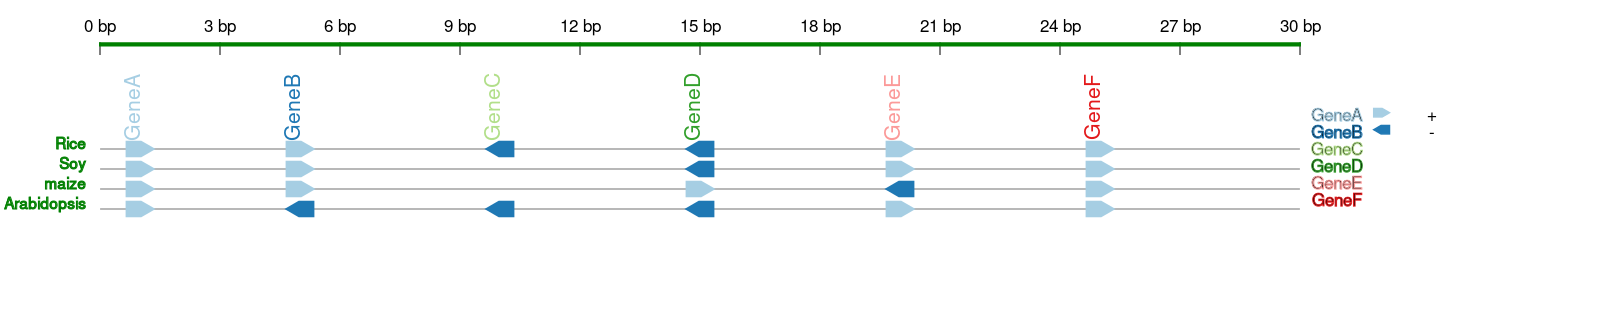 0 bp 3 bp 6 bp 9 bp 12 bp 15 bp 18 bp 21 bp 24 bp 27 bp 30 bp
GeneA GeneB GeneC GeneD GeneE GeneF
Rice
Soy
maize
Arabidopsis
GeneA +
GeneB -
GeneC
GeneD
GeneE
GeneF